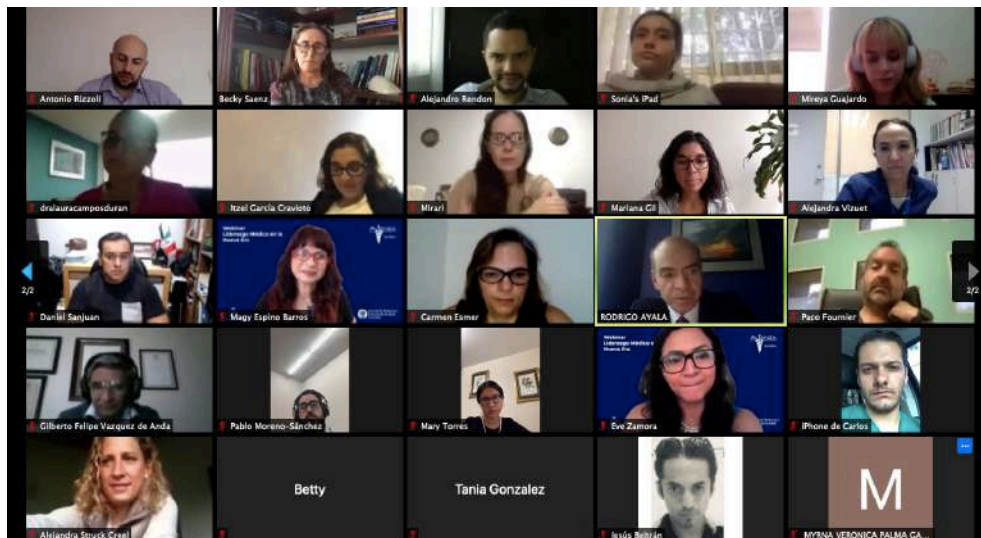 Antonio Rizzoli
Becky Saenz
Alejandro Rendon
Sonia's iPad
Mireya Guajardo
dralauracamposduran
Itzel García Cravioto
Mirari
Mariana Gil
Alejandra Vizuet
2/2
Daniel Sanjuan
Webinar
Liderazgo Médico en la
Nueva Era
Magy Espino Barros
Carmen Esmer
RODRIGO AYALA
Paco Fournier
2/2
Gilberto Felipe Vazquez de Anda
Pablo Moreno-Sánchez
Mary Torres
Webinar
Liderazgo Médico
Nueva Era
Eve Zamora
iPhone de Carlos
Alejandra Struck Creel
Betty
Tania Gonzalez
Jesús Beltrán
M
MYRNA VERONICA PALMA GA...